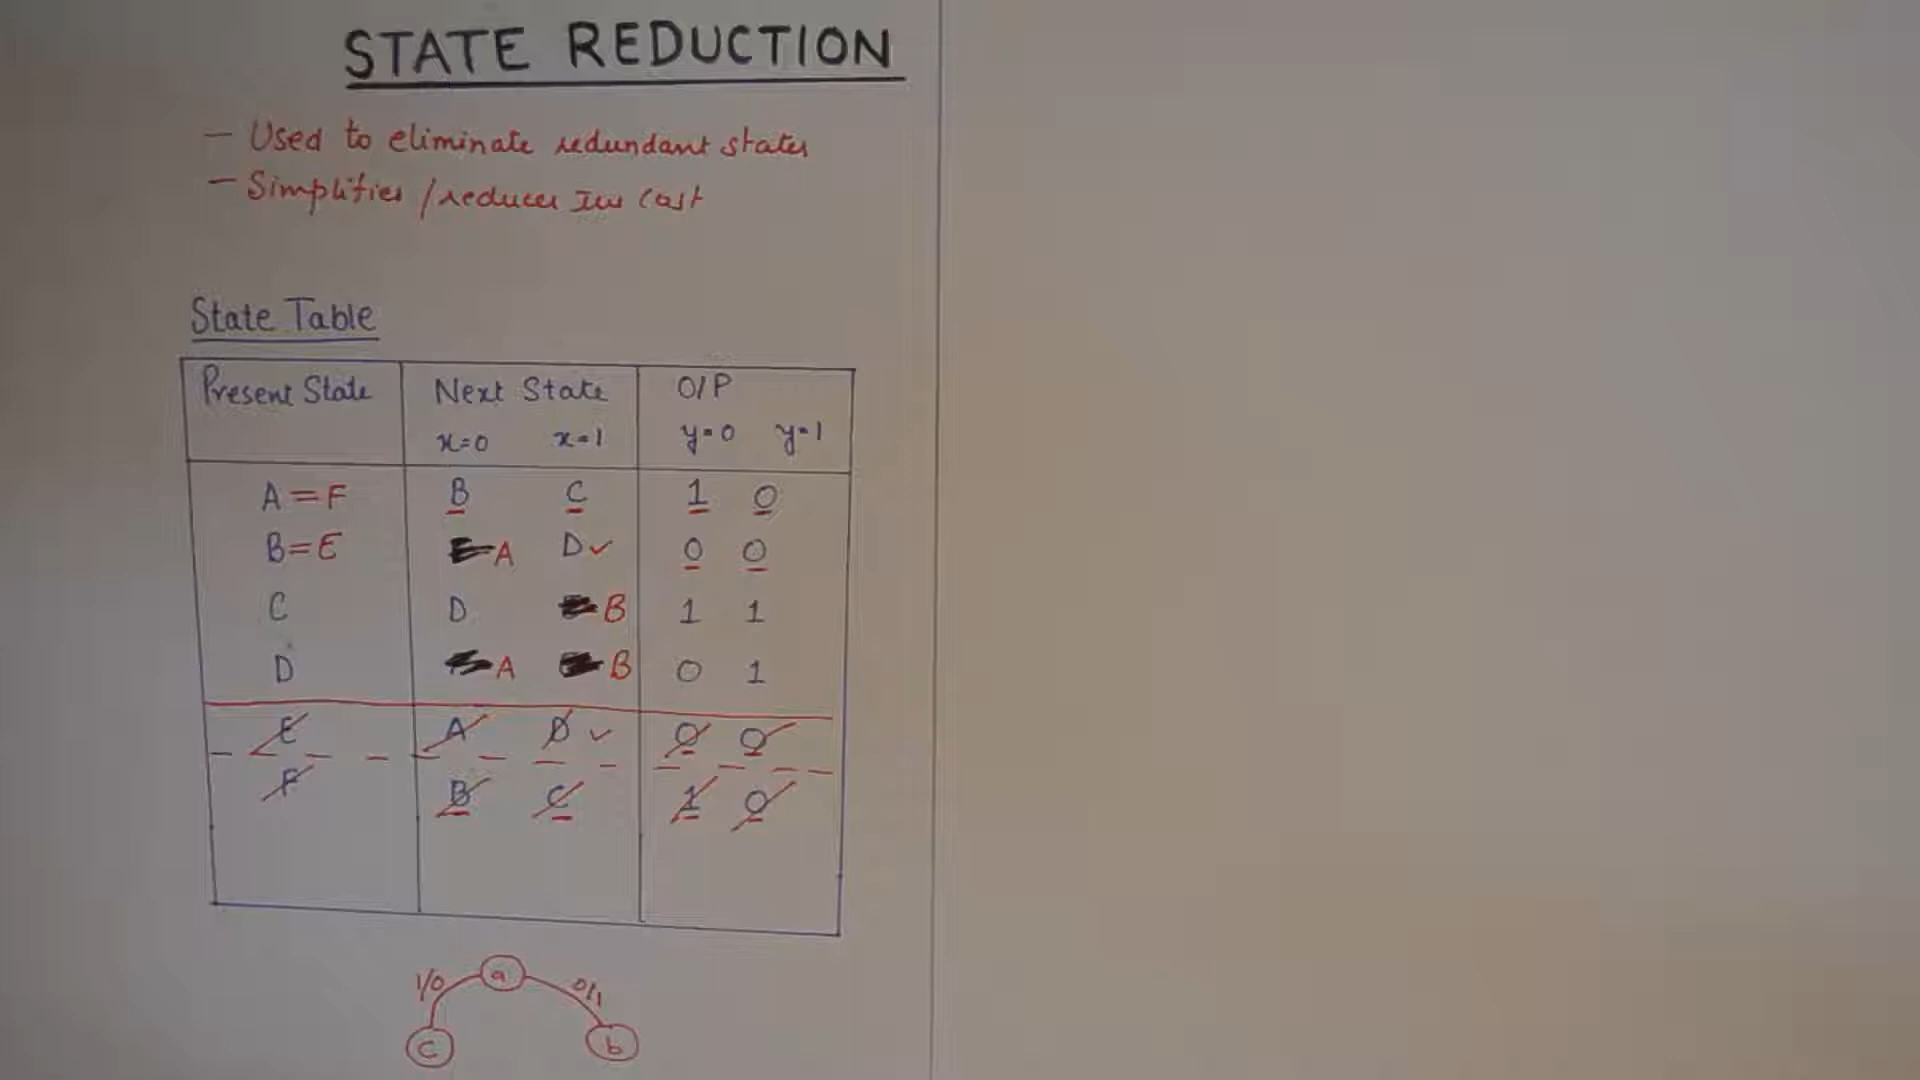 STATE REDUCTION
— Used to eliminate redundant states
— Simplifies / reduces cost
State Table
Present State Next State O/P
x=0 x=1 y=0 y=1
A = F B C 1 0
B = E A D ✓ 0 0
C D B 1 1
D A B 0 1
E A D ✓ 0 0
F B C 1 0
1/0 a 0/1
c b